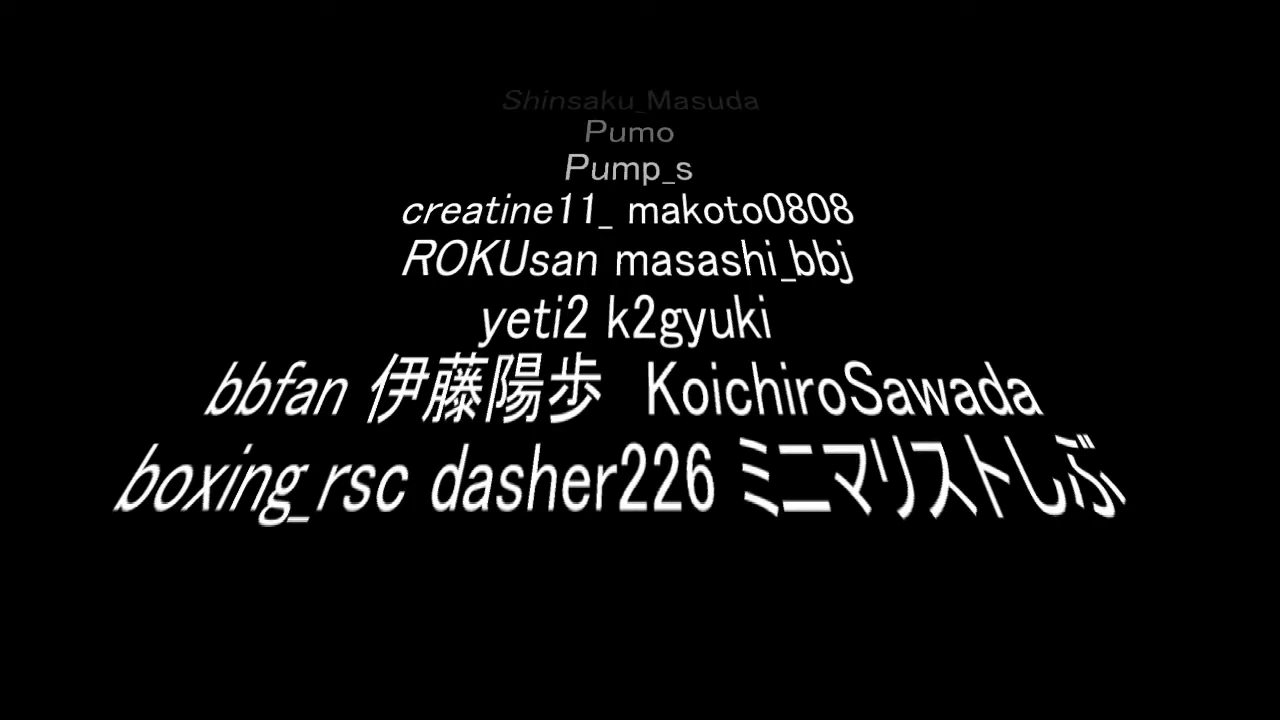 Shinsaku_Masuda
Pumo
Pump_s
creatine11_ makoto0808
ROKUsan masashi_bbj
yeti2 k2gyuki
bbfan 伊藤陽歩　KoichiroSawada
boxing_rsc dasher226 ミニマリストしぶ